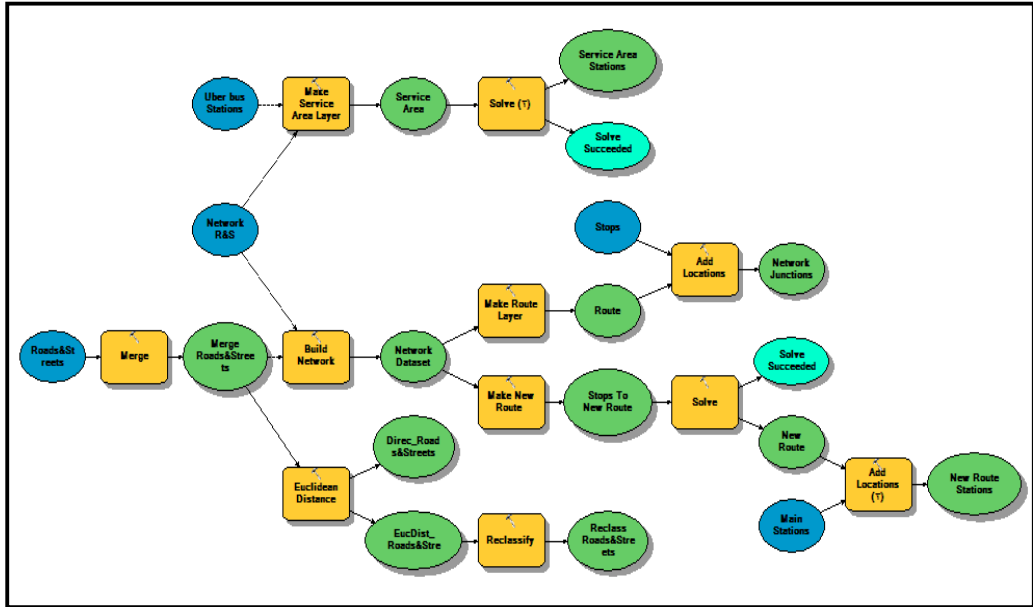 Uber bus
Stations
Make
Service
Area Layer
Service
Area
Solve (T)
Service Area
Stations
Solve
Succeeded
Network
R&S
Stops
Add
Locations
Network
Junctions
Make Route
Layer
Route
Roads&St
reets
Merge
Merge
Roads&Stree
ts
Build
Network
Network
Dataset
Make New
Route
Stops To
New Route
Solve
Solve
Succeeded
New
Route
Direc_Road
s&Streets
Euclidean
Distance
EucDist_
Roads&Stre
Reclassify
Reclass
Roads&Stre
ets
Main
Stations
Add
Locations
(T)
New Route
Stations